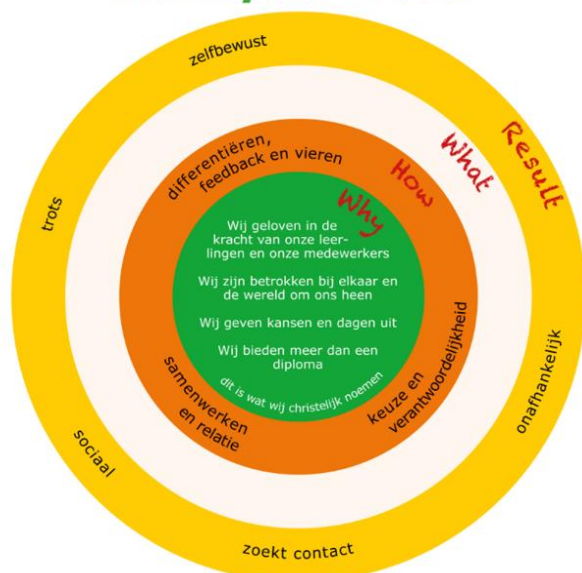 zelfbewust
trots
sociaal
zoekt contact
onafhankelijk
Result
What
How
Why
differentiëren,
feedback en vieren
samenwerken
en relatie
keuze en
verantwoordelijkheid
Wij geloven in de
kracht van onze leer-
lingen en onze medewerkers
Wij zijn betrokken bij elkaar en
de wereld om ons heen
Wij geven kansen en dagen uit
Wij bieden meer dan een
diploma
dit is wat wij christelijk noemen